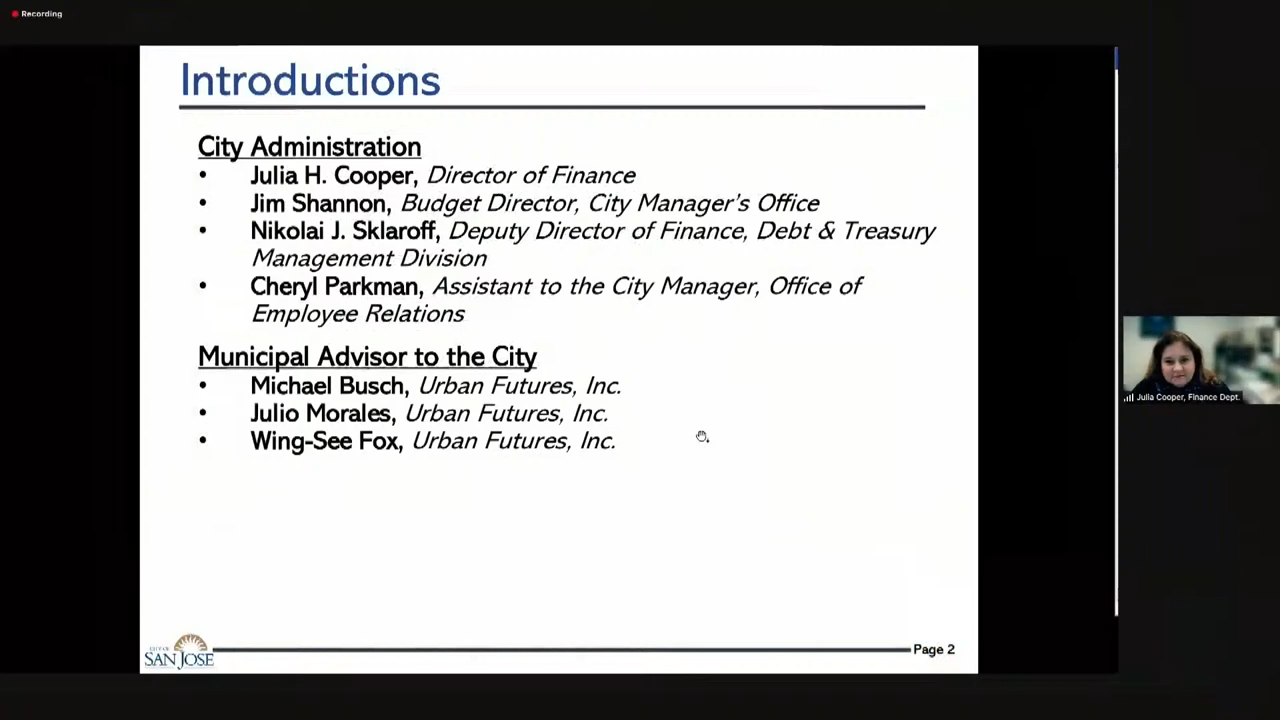 Recording
Introductions
City Administration
• Julia H. Cooper, Director of Finance
• Jim Shannon, Budget Director, City Manager's Office
• Nikolai J. Sklaroff, Deputy Director of Finance, Debt & Treasury
Management Division
• Cheryl Parkman, Assistant to the City Manager, Office of
Employee Relations
Municipal Advisor to the City
• Michael Busch, Urban Futures, Inc.
• Julio Morales, Urban Futures, Inc.
• Wing-See Fox, Urban Futures, Inc.
Julia Cooper, Finance Dept.
CITY OF
SAN JOSE
Page 2